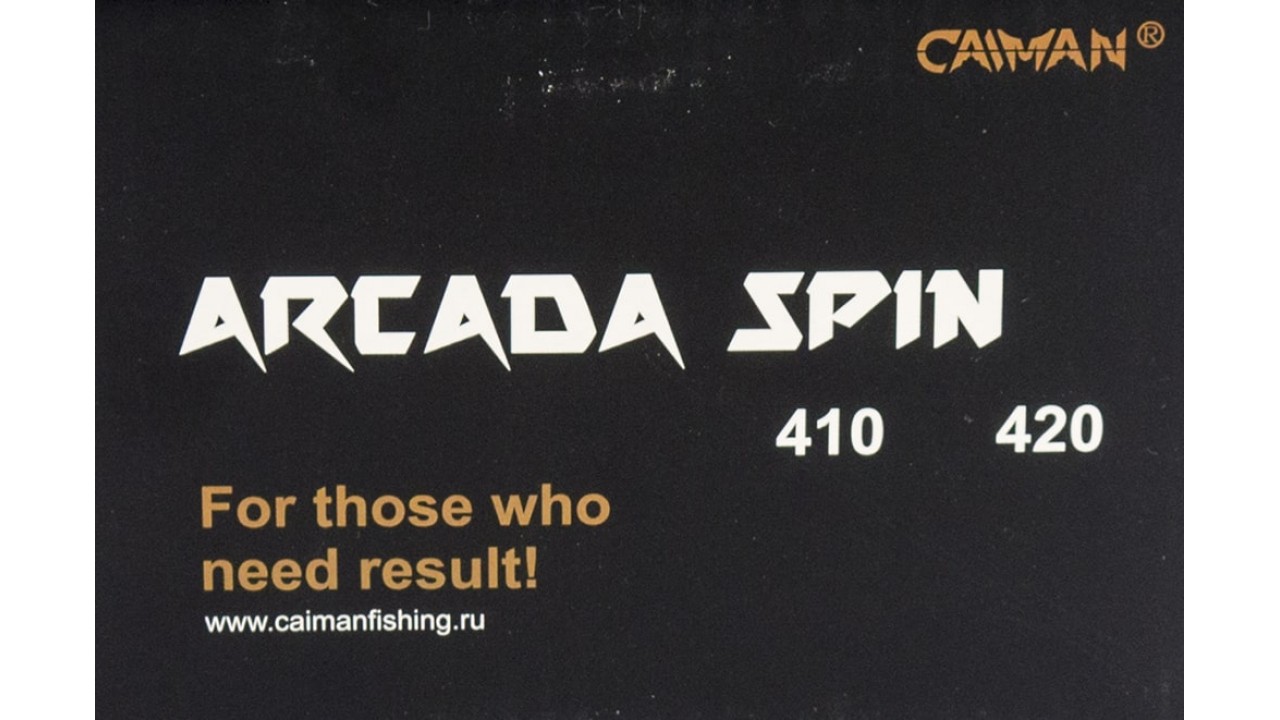 CAIMAN®
ARCADA SPIN
410 420
For those who
need result!
www.caimanfishing.ru